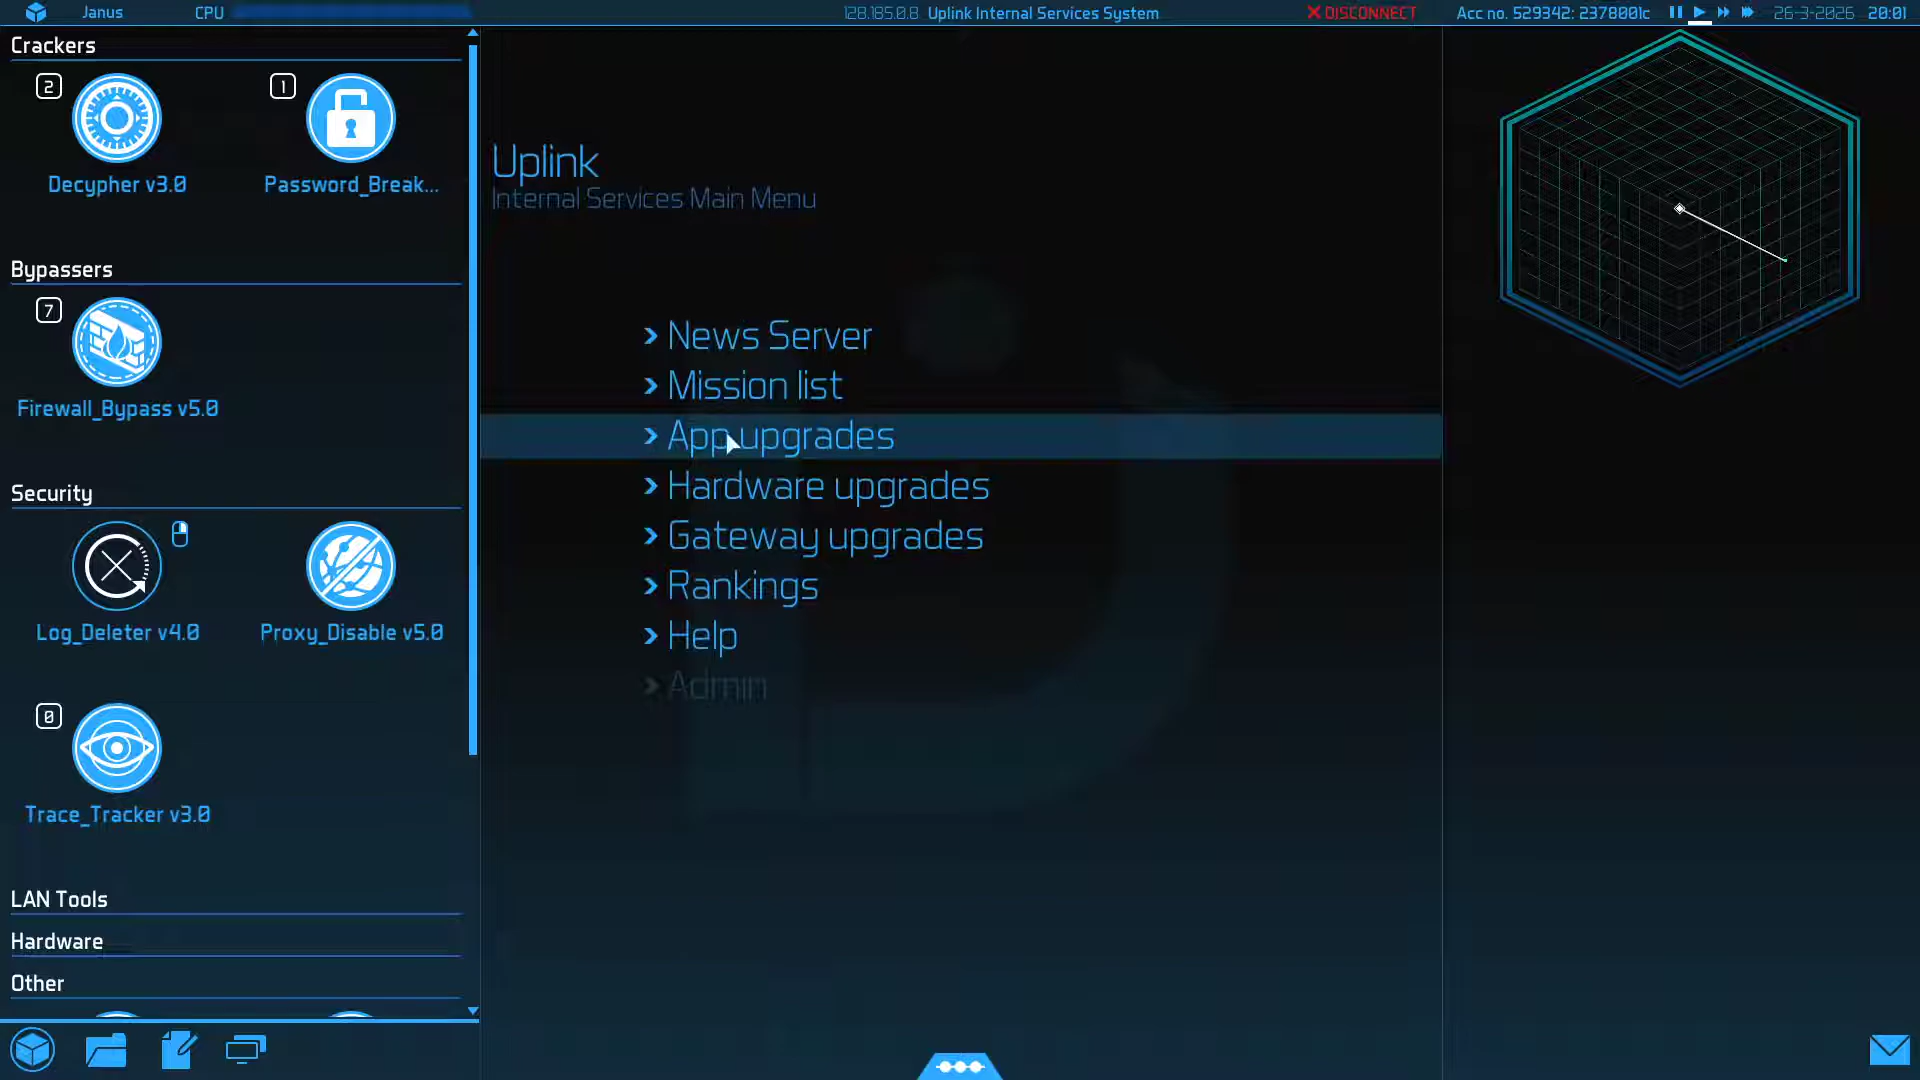 Janus
CPU
128.185.0.8 Uplink Internal Services System
DISCONNECT
Acc no. 529342: 2378001c
26-3-2026 20:01
Crackers
2
1
Decypher v3.0
Password_Break...
Bypassers
7
Firewall_Bypass v5.0
Security
Log_Deleter v4.0
Proxy_Disable v5.0
0
Trace_Tracker v3.0
LAN Tools
Hardware
Other
Uplink
Internal Services Main Menu
> News Server
> Mission list
> App upgrades
> Hardware upgrades
> Gateway upgrades
> Rankings
> Help
> Admin